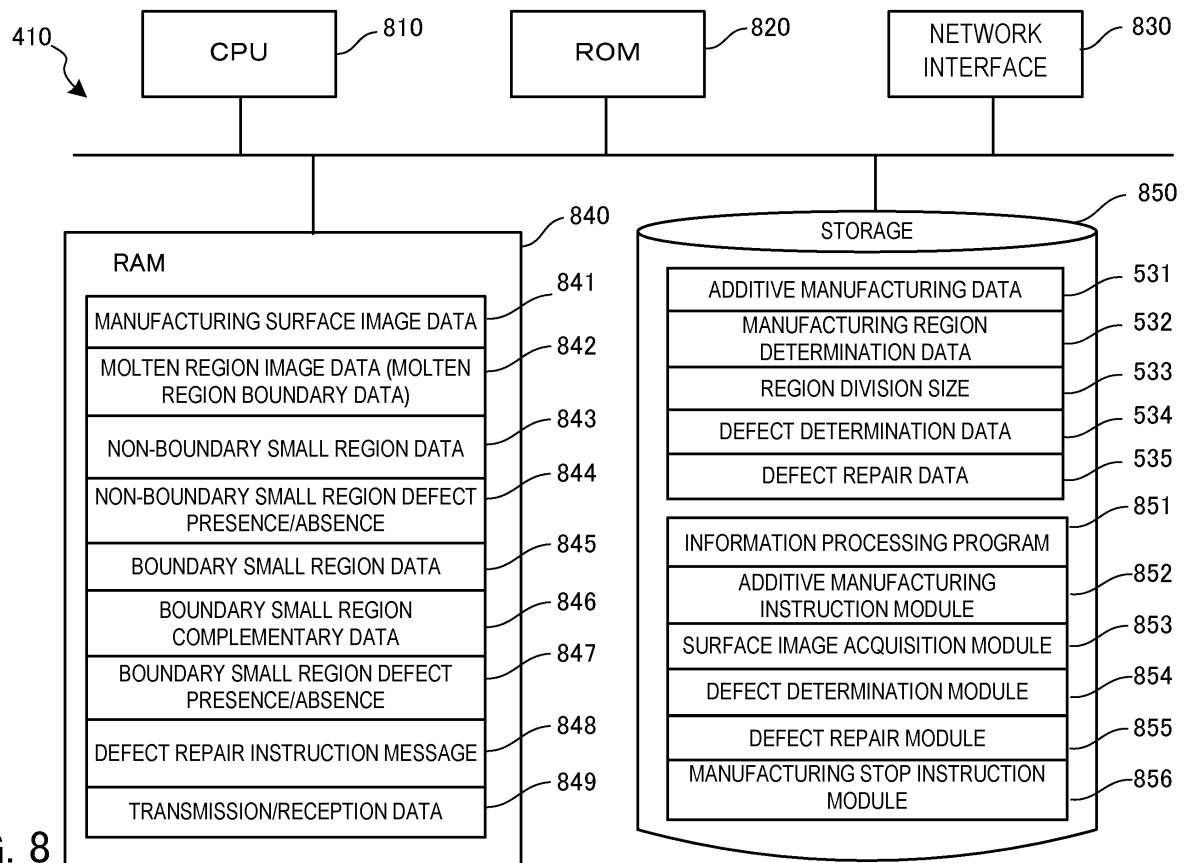 410
CPU
810
ROM
820
NETWORK
INTERFACE
830
840
RAM
841
MANUFACTURING SURFACE IMAGE DATA
842
MOLTEN REGION IMAGE DATA (MOLTEN
REGION BOUNDARY DATA)
843
NON-BOUNDARY SMALL REGION DATA
844
NON-BOUNDARY SMALL REGION DEFECT
PRESENCE/ABSENCE
845
BOUNDARY SMALL REGION DATA
846
BOUNDARY SMALL REGION
COMPLEMENTARY DATA
847
BOUNDARY SMALL REGION DEFECT
PRESENCE/ABSENCE
848
DEFECT REPAIR INSTRUCTION MESSAGE
849
TRANSMISSION/RECEPTION DATA
850
STORAGE
531
ADDITIVE MANUFACTURING DATA
532
MANUFACTURING REGION
DETERMINATION DATA
533
REGION DIVISION SIZE
534
DEFECT DETERMINATION DATA
535
DEFECT REPAIR DATA
851
INFORMATION PROCESSING PROGRAM
852
ADDITIVE MANUFACTURING
INSTRUCTION MODULE
853
SURFACE IMAGE ACQUISITION MODULE
854
DEFECT DETERMINATION MODULE
855
DEFECT REPAIR MODULE
856
MANUFACTURING STOP INSTRUCTION
MODULE
G. 8